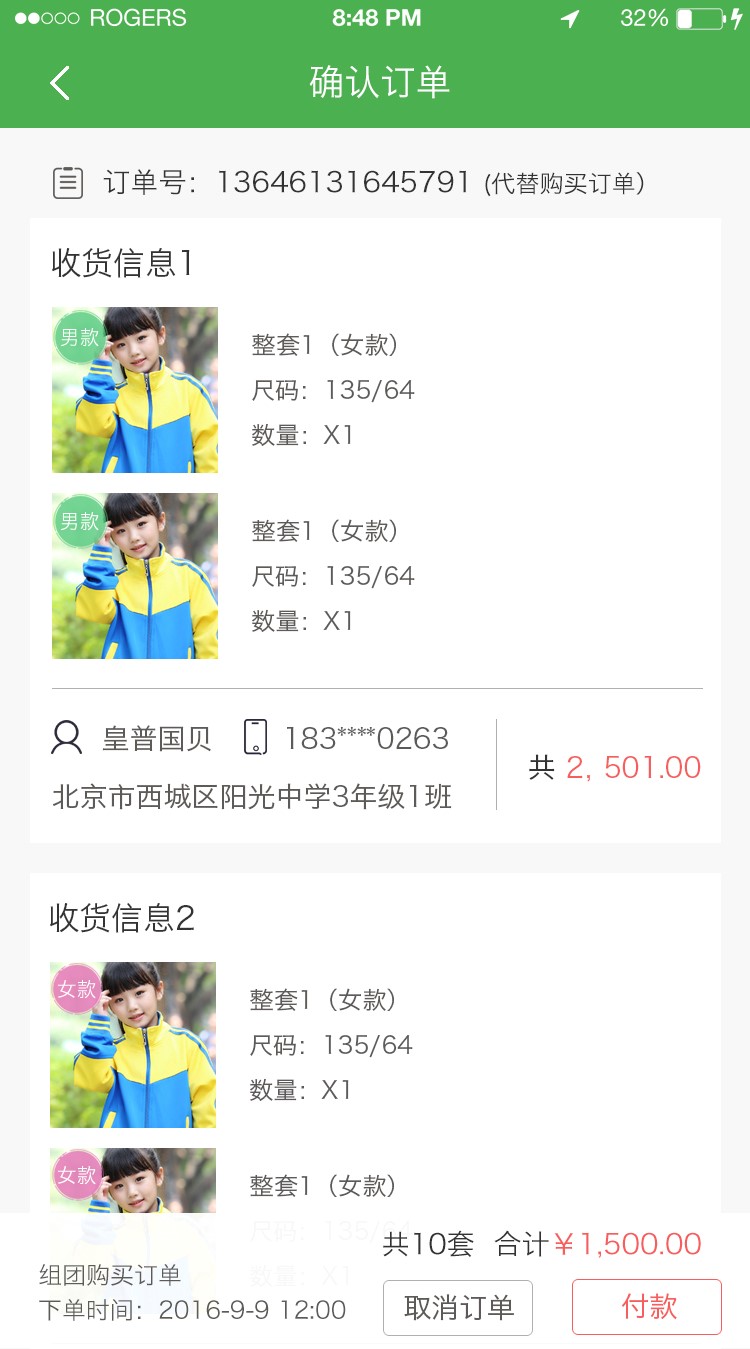 ROGERS 8:48 PM 32%
确认订单
订单号：13646131645791 (代替购买订单）
收货信息1
男款
整套1（女款）
尺码：135/64
数量：X1
男款
整套1（女款）
尺码：135/64
数量：X1
皇普国贝 183****0263
北京市西城区阳光中学3年级1班
共 2, 501.00
收货信息2
女款
整套1（女款）
尺码：135/64
数量：X1
女款
整套1（女款）
尺码：135/64
数量：X1
共10套 合计¥1,500.00
组团购买订单
下单时间：2016-9-9 12:00
取消订单
付款